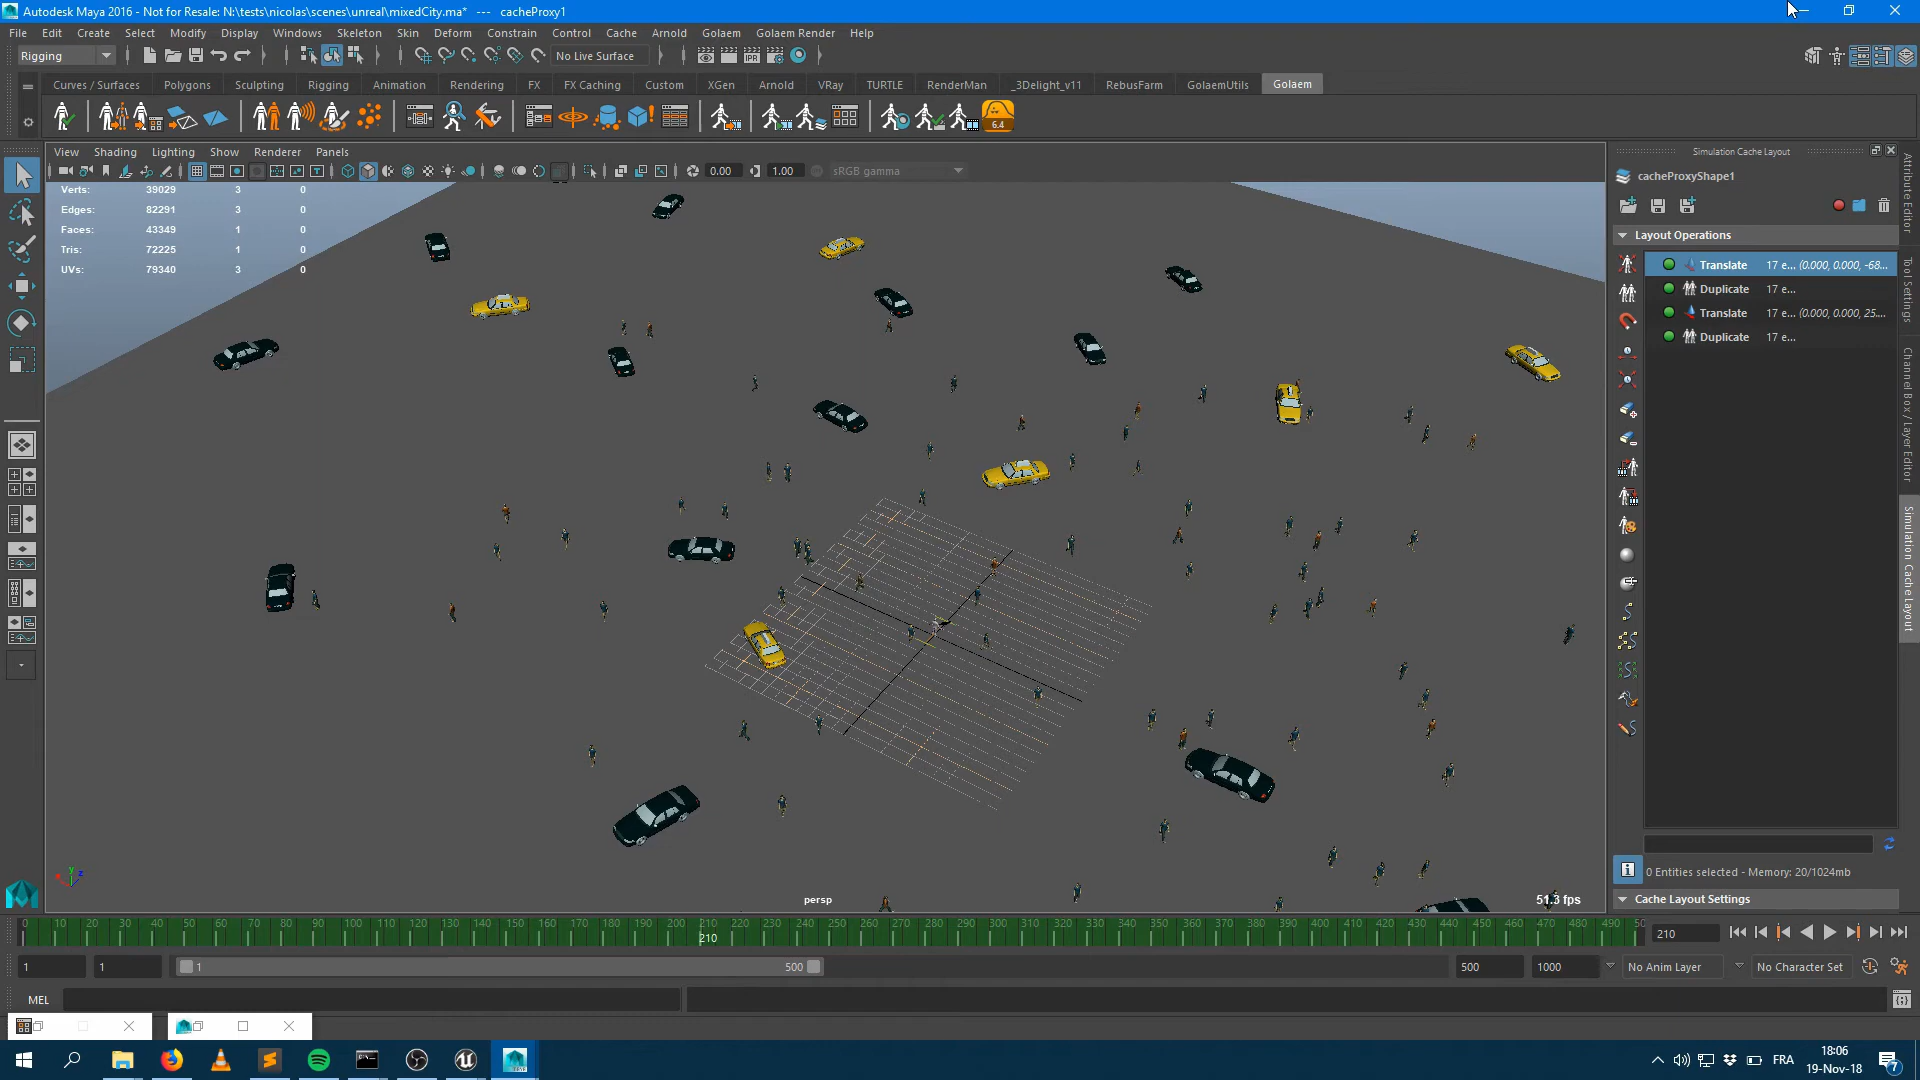 Autodesk Maya 2016 - Not for Resale: N:\tests\nicolas\scenes\unreal\mixedCity.ma* --- cacheProxy1
File Edit Create Select Modify Display Windows Skeleton Skin Deform Constrain Control Cache Arnold Golaem Golaem Render Help
Rigging No Live Surface
Curves / Surfaces Polygons Sculpting Rigging Animation Rendering FX FX Caching Custom XGen Arnold VRay TURTLE RenderMan _3Delight_v11 RebusFarm GolaemUtils Golaem
6.4
View Shading Lighting Show Renderer Panels
0.00 1.00 sRGB gamma
Verts: 39029 3 0
Edges: 82291 3 0
Faces: 43349 1 0
Tris: 72225 1 0
UVs: 79340 3 0
persp
51.3 fps
Simulation Cache Layout
cacheProxyShape1
Layout Operations
Translate 17 e... (0.000, 0.000, -68...
Duplicate 17 e...
Translate 17 e... (0.000, 0.000, 25....
Duplicate 17 e...
0 Entities selected - Memory: 20/1024mb
Cache Layout Settings
Attribute Editor
Tool Settings
Channel Box / Layer Editor
Simulation Cache Layout
0 10 20 30 40 50 60 70 80 90 100 110 120 130 140 150 160 170 180 190 200 210 220 230 240 250 260 270 280 290 300 310 320 330 340 350 360 370 380 390 400 410 420 430 440 450 460 470 480 490 50
210
210
1 1 1 500 500 1000 No Anim Layer No Character Set
MEL
FRA
18:06
19-Nov-18
7